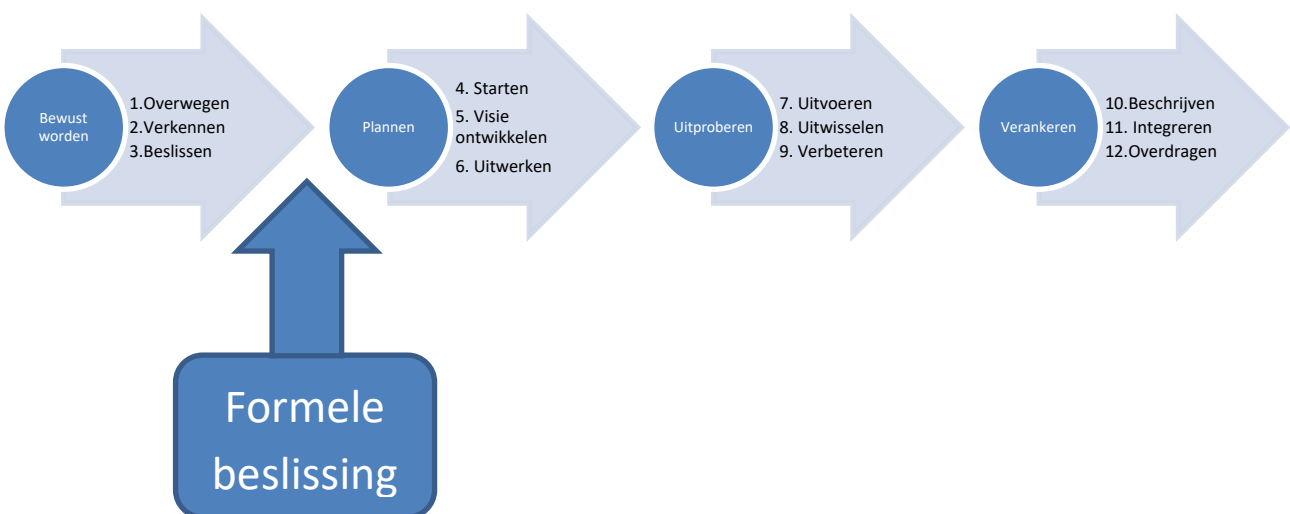 Bewust
worden
1.Overwegen
2.Verkennen
3.Beslissen
Plannen
4. Starten
5. Visie
ontwikkelen
6. Uitwerken
Uitproberen
7. Uitvoeren
8. Uitwisselen
9. Verbeteren
Verankeren
10.Beschrijven
11. Integreren
12.Overdragen
Formele
beslissing